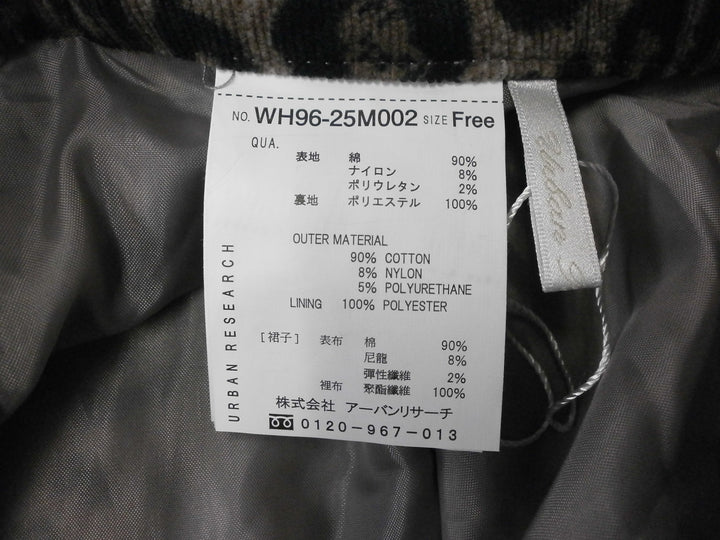 NO. WH96-25M002 SIZE Free
QUA.
表地 綿 90%
ナイロン 8%
ポリウレタン 2%
裏地 ポリエステル 100%
OUTER MATERIAL
90% COTTON
8% NYLON
5% POLYURETHANE
LINING 100% POLYESTER
[裙子] 表布 棉 90%
尼龍 8%
彈性纖維 2%
裡布 聚酯纖維 100%
株式会社 アーバンリサーチ
0120-967-013
URBAN RESEARCH
Urban